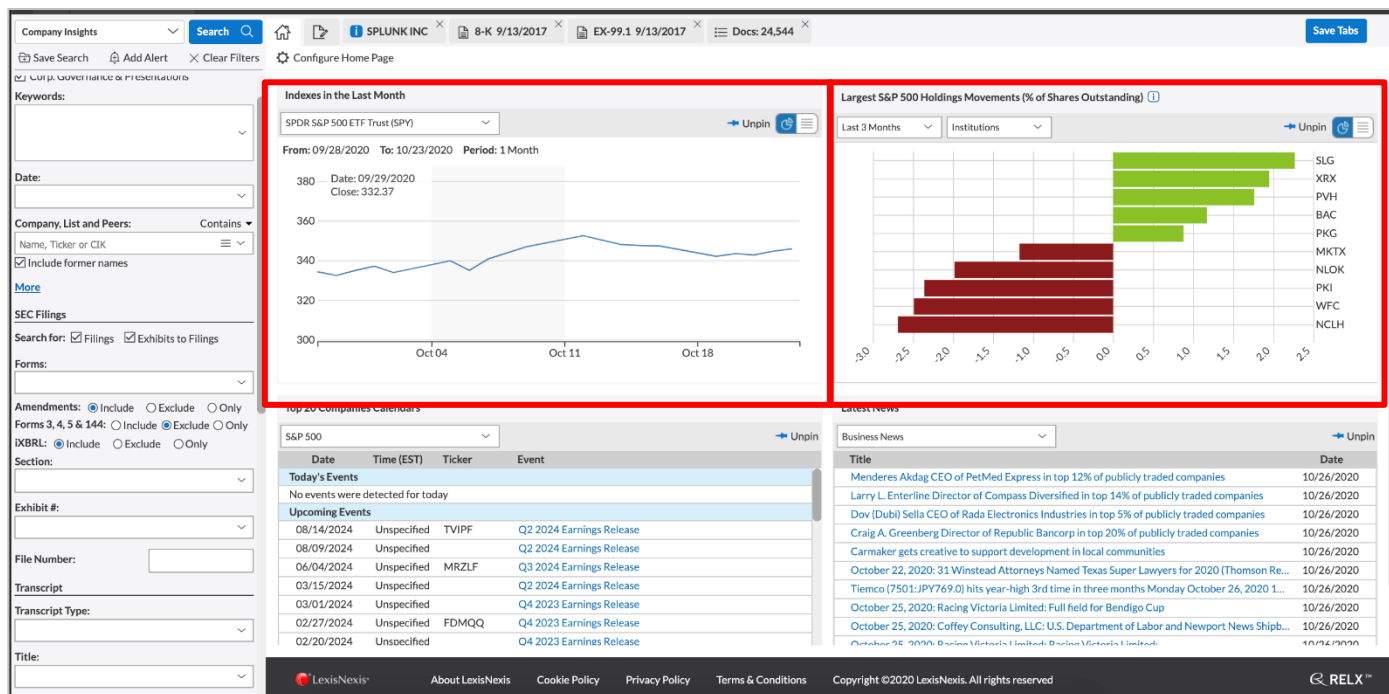 Company Insights
Search
SPLUNK INC
8-K 9/13/2017
EX-99.1 9/13/2017
Docs: 24,544
Save Tabs
Save Search
Add Alert
Clear Filters
Configure Home Page
Corp. Governance & Presentations
Keywords:
Date:
Company, List and Peers:
Contains
Name, Ticker or CIK
Include former names
More
SEC Filings
Search for: Filings Exhibits to Filings
Forms:
Amendments: Include Exclude Only
Forms 3, 4, 5 & 144: Include Exclude Only
iXBRL: Include Exclude Only
Section:
Exhibit #:
File Number:
Transcript
Transcript Type:
Title:
Indexes in the Last Month
SPDR S&P 500 ETF Trust (SPY)
Unpin
From: 09/28/2020 To: 10/23/2020 Period: 1 Month
Date: 09/29/2020
Close: 332.37
380
360
340
320
300
Oct 04
Oct 11
Oct 18
Largest S&P 500 Holdings Movements (% of Shares Outstanding)
Last 3 Months
Institutions
Unpin
SLG
XRX
PVH
BAC
PKG
MKTX
NLOK
PKI
WFC
NCLH
-3.0
-2.5
-2.0
-1.5
-1.0
-0.5
0.0
0.5
1.0
1.5
2.0
2.5
Top 20 Companies Calendars
S&P 500
Unpin
Date Time (EST) Ticker Event
Today's Events
No events were detected for today
Upcoming Events
08/14/2024 Unspecified TVIPF Q2 2024 Earnings Release
08/09/2024 Unspecified Q2 2024 Earnings Release
06/04/2024 Unspecified MRZLF Q3 2024 Earnings Release
03/15/2024 Unspecified Q2 2024 Earnings Release
03/01/2024 Unspecified Q4 2023 Earnings Release
02/27/2024 Unspecified FDMQQ Q4 2023 Earnings Release
02/20/2024 Unspecified Q4 2023 Earnings Release
Latest News
Business News
Unpin
Title Date
Menderes Akdag CEO of PetMed Express in top 12% of publicly traded companies 10/26/2020
Larry L. Enterline Director of Compass Diversified in top 14% of publicly traded companies 10/26/2020
Dov (Dubi) Sella CEO of Rada Electronics Industries in top 5% of publicly traded companies 10/26/2020
Craig A. Greenberg Director of Republic Bancorp in top 20% of publicly traded companies 10/26/2020
Carmaker gets creative to support development in local communities 10/26/2020
October 22, 2020: 31 Winstead Attorneys Named Texas Super Lawyers for 2020 (Thomson Re... 10/26/2020
Tiemco (7501:JPY769.0) hits year-high 3rd time in three months Monday October 26, 2020 1... 10/26/2020
October 25, 2020: Racing Victoria Limited: Full field for Bendigo Cup 10/26/2020
October 25, 2020: Coffey Consulting, LLC: U.S. Department of Labor and Newport News Shipb... 10/26/2020
October 25, 2020: Racing Victoria Limited: Racing Victoria Limited: 10/26/2020
LexisNexis
About LexisNexis
Cookie Policy
Privacy Policy
Terms & Conditions
Copyright ©2020 LexisNexis. All rights reserved
RELX™